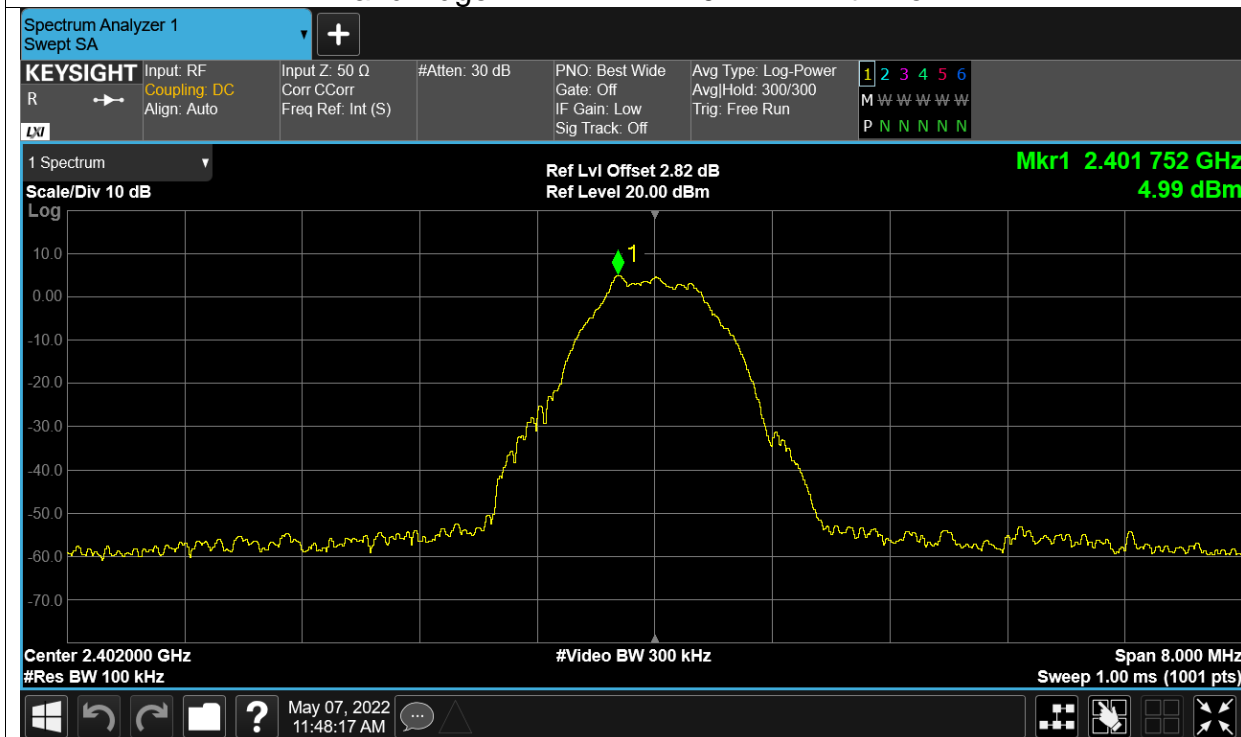 Spectrum Analyzer 1
Swept SA
+
KEYSIGHT
R
LXI
Input: RF
Coupling: DC
Align: Auto
Input Z: 50 Ω
Corr CCorr
Freq Ref: Int (S)
#Atten: 30 dB
PNO: Best Wide
Gate: Off
IF Gain: Low
Sig Track: Off
Avg Type: Log-Power
Avg|Hold: 300/300
Trig: Free Run
1 2 3 4 5 6
M W W W W W
P N N N N N
1 Spectrum
Scale/Div 10 dB
Log
Ref Lvl Offset 2.82 dB
Ref Level 20.00 dBm
Mkr1 2.401 752 GHz
4.99 dBm
1
10.0
0.00
-10.0
-20.0
-30.0
-40.0
-50.0
-60.0
-70.0
Center 2.402000 GHz
#Res BW 100 kHz
#Video BW 300 kHz
Span 8.000 MHz
Sweep 1.00 ms (1001 pts)
?
May 07, 2022
11:48:17 AM